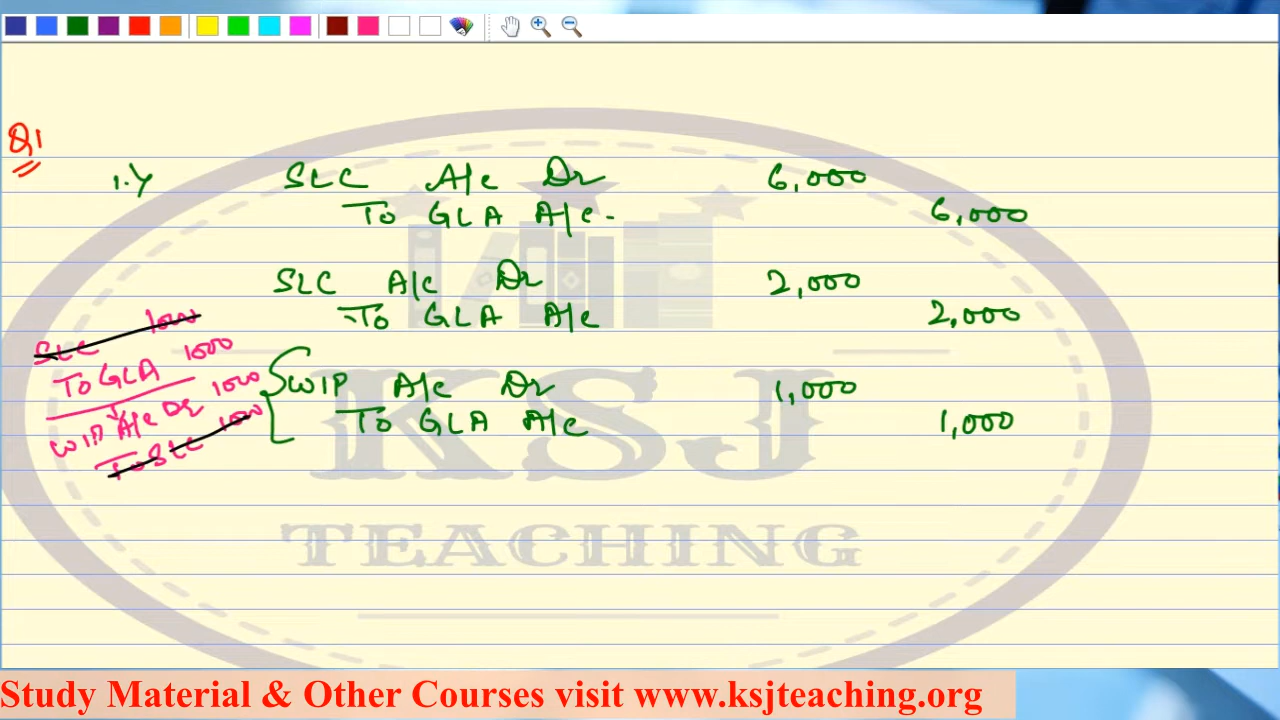 Q1
1.Y SLC A/c Dr 6,000
To GLA A/c- 6,000
SLC A/c Dr 2,000
To GLA A/c 2,000
SLC 1000
To GLA 1000
WIP A/c Dr 1000
To SLC 1000
WIP A/c Dr 1,000
To GLA A/c 1,000
KSJ
TEACHING
Study Material & Other Courses visit www.ksjteaching.org